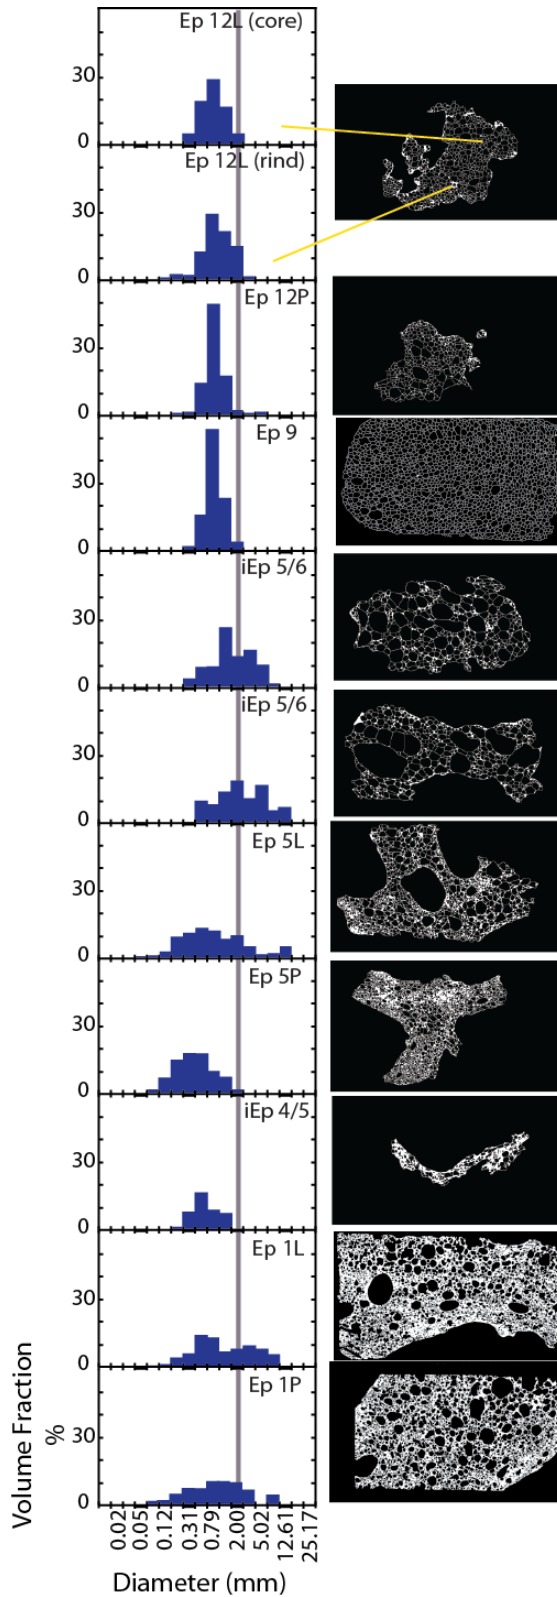 Ep 12L (core)
30
0
Ep 12L (rind)
30
0
Ep 12P
30
0
Ep 9
30
0
iEp 5/6
30
0
iEp 5/6
30
0
Ep 5L
30
0
Ep 5P
30
0
iEp 4/5
30
0
Ep 1L
30
0
Ep 1P
30
0
Volume Fraction
%
0.02
0.05
0.12
0.31
0.79
2.00
5.02
12.61
25.17
Diameter (mm)